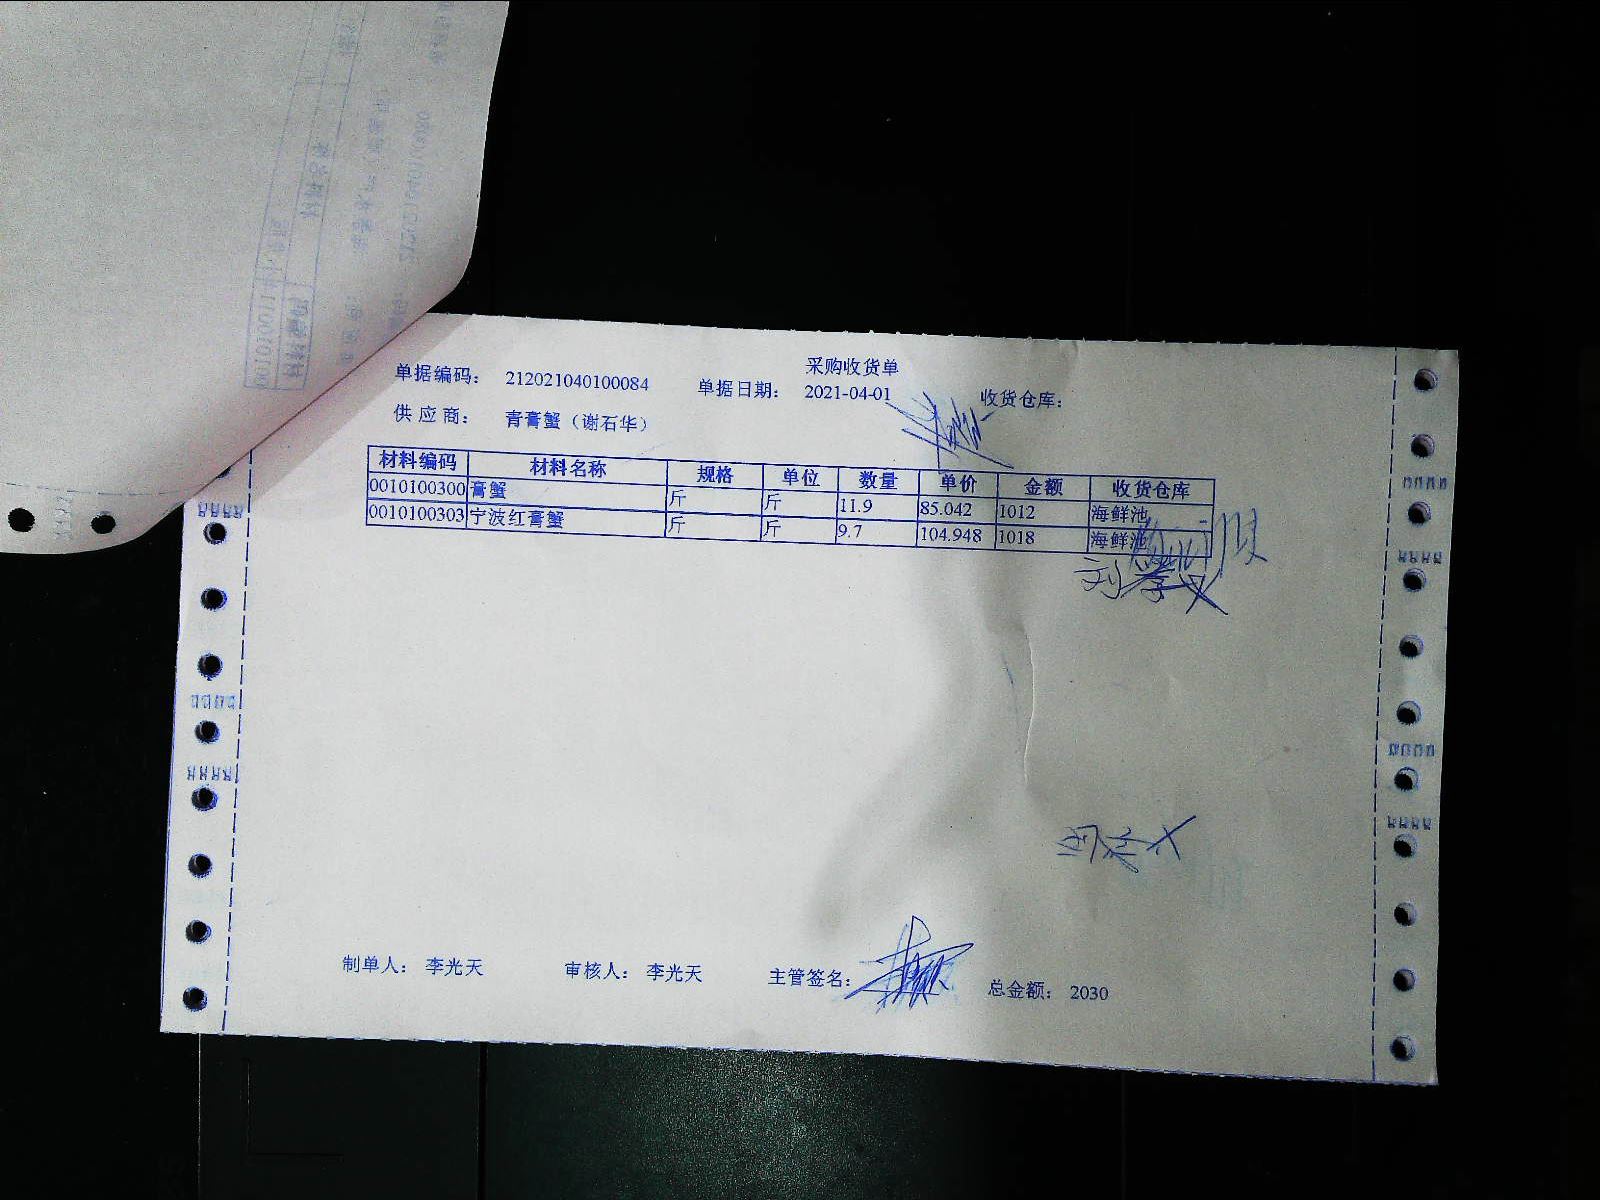 采购收货单
单据编码： 212021040100084 单据日期： 2021-04-01 收货仓库：
供应商： 青膏蟹（谢石华）
材料编码 材料名称 规格 单位 数量 单价 金额 收货仓库
0010100300 膏蟹 斤 斤 11.9 85.042 1012 海鲜池
0010100303 宁波红膏蟹 斤 斤 9.7 104.948 1018 海鲜池
制单人： 李光天 审核人： 李光天 主管签名： 总金额： 2030